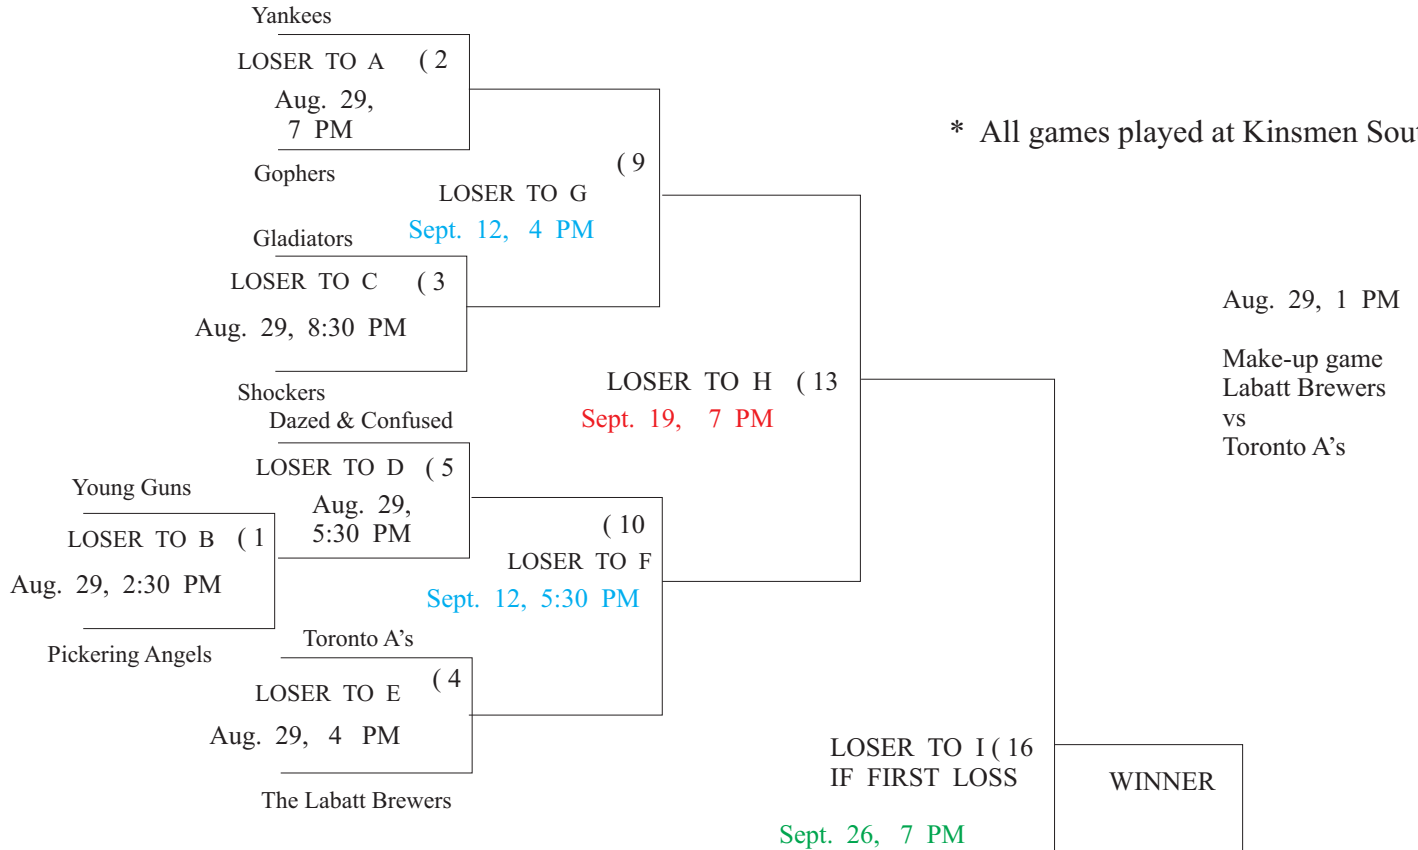 Yankees
LOSER TO A ( 2
Aug. 29,
7 PM
Gophers
* All games played at Kinsmen Sout
( 9
LOSER TO G
Sept. 12, 4 PM
Gladiators
LOSER TO C ( 3
Aug. 29, 8:30 PM
Shockers
Aug. 29, 1 PM
Make-up game
Labatt Brewers
vs
Toronto A's
LOSER TO H ( 13
Sept. 19, 7 PM
Dazed & Confused
LOSER TO D ( 5
Aug. 29,
5:30 PM
Young Guns
LOSER TO B ( 1
Aug. 29, 2:30 PM
Pickering Angels
( 10
LOSER TO F
Sept. 12, 5:30 PM
Toronto A's
LOSER TO E ( 4
Aug. 29, 4 PM
The Labatt Brewers
LOSER TO I ( 16
IF FIRST LOSS
Sept. 26, 7 PM
WINNER